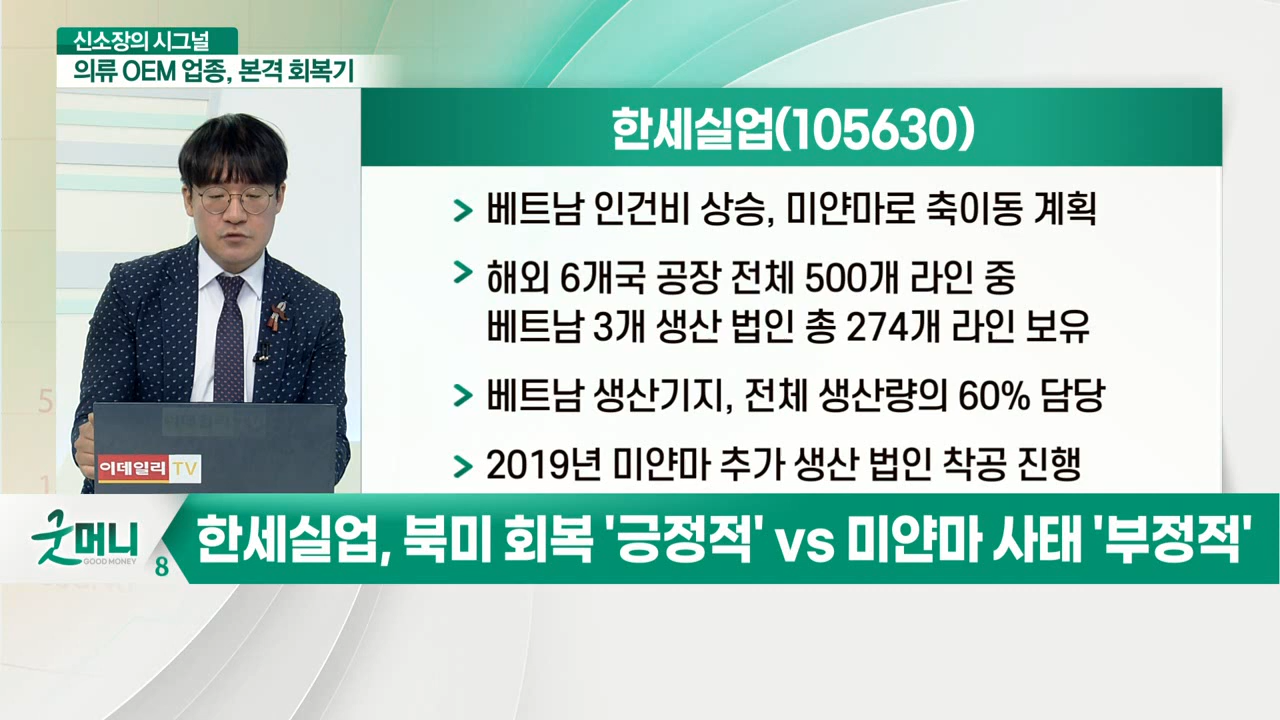 신소장의 시그널
의류 OEM 업종, 본격 회복기
한세실업(105630)
> 베트남 인건비 상승, 미얀마로 축이동 계획
> 해외 6개국 공장 전체 500개 라인 중
베트남 3개 생산 법인 총 274개 라인 보유
> 베트남 생산기지, 전체 생산량의 60% 담당
> 2019년 미얀마 추가 생산 법인 착공 진행
이데일리 TV
굿머니
GOOD MONEY
8
한세실업, 북미 회복 '긍정적' vs 미얀마 사태 '부정적'